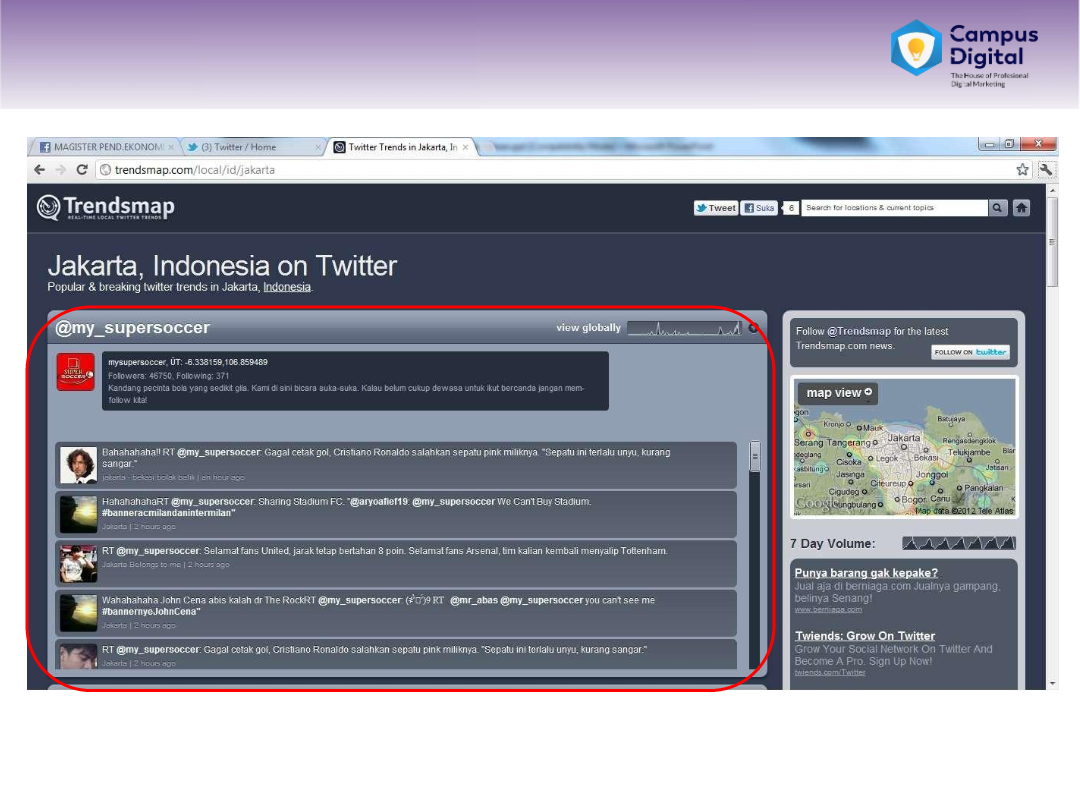 Campus
Digital
The House of Profesional
Digital Marketing
MAGISTER PEND.EKONOMI
(3) Twitter / Home
Twitter Trends in Jakarta, In
trendsmap.com/local/id/jakarta
Trendsmap
REAL-TIME LOCAL TWITTER TRENDS
Tweet
Suka
6
Search for locations & current topics
Jakarta, Indonesia on Twitter
Popular & breaking twitter trends in Jakarta, Indonesia.
@my_supersoccer
view globally
mysupersoccer, ÜT: -6.338159,106.859489
Followers: 46750, Following: 371
Kandang pecinta bola yang sedikit gila. Kami di sini bicara suka-suka. Kalau belum cukup dewasa untuk ikut bercanda jangan mem-
follow kita!
Bahahahaha!! RT @my_supersoccer: Gagal cetak gol, Cristiano Ronaldo salahkan sepatu pink miliknya. "Sepatu ini terlalu unyu, kurang
sangar."
jakarta - bekasi bolak balik | an hour ago
HahahahahaRT @my_supersoccer: Sharing Stadium FC. "@aryoafief19: @my_supersoccer We Can't Buy Stadium.
#banneracmilandanintermilan"
Jakarta | 2 hours ago
RT @my_supersoccer: Selamat fans United, jarak tetap bertahan 8 poin. Selamat fans Arsenal, tim kalian kembali menyalip Tottenham.
Jakarta Belongs to me | 2 hours ago
Wahahahaha John Cena abis kalah dr The RockRT @my_supersoccer: 9 RT @mr_abas @my_supersoccer you can't see me
#bannernyeJohnCena"
Jakarta | 2 hours ago
RT @my_supersoccer: Gagal cetak gol, Cristiano Ronaldo salahkan sepatu pink miliknya. "Sepatu ini terlalu unyu, kurang sangar."
Jakarta | 2 hours ago
Follow @Trendsmap for the latest
Trendsmap.com news.
FOLLOW ON twitter
map view
gon
Kronjo
Mauk
Batujaya
Serang
Tangerang
Jakarta
Rengasdengklok
deglang
Cisoka
Legok
Bekasi
Telukjambe
Jasinga
Jonggol
Jatisari
Cigudeg
Citeureup
Pangkalan
Bogor
Google
Map data ©2012 Tele Atlas
7 Day Volume:
Punya barang gak kepake?
Jual aja di berniaga.com Jualnya gampang,
belinya Senang!
www.berniaga.com
Twiends: Grow On Twitter
Grow Your Social Network On Twitter And
Become A Pro. Sign Up Now!
twiends.com/Twitter